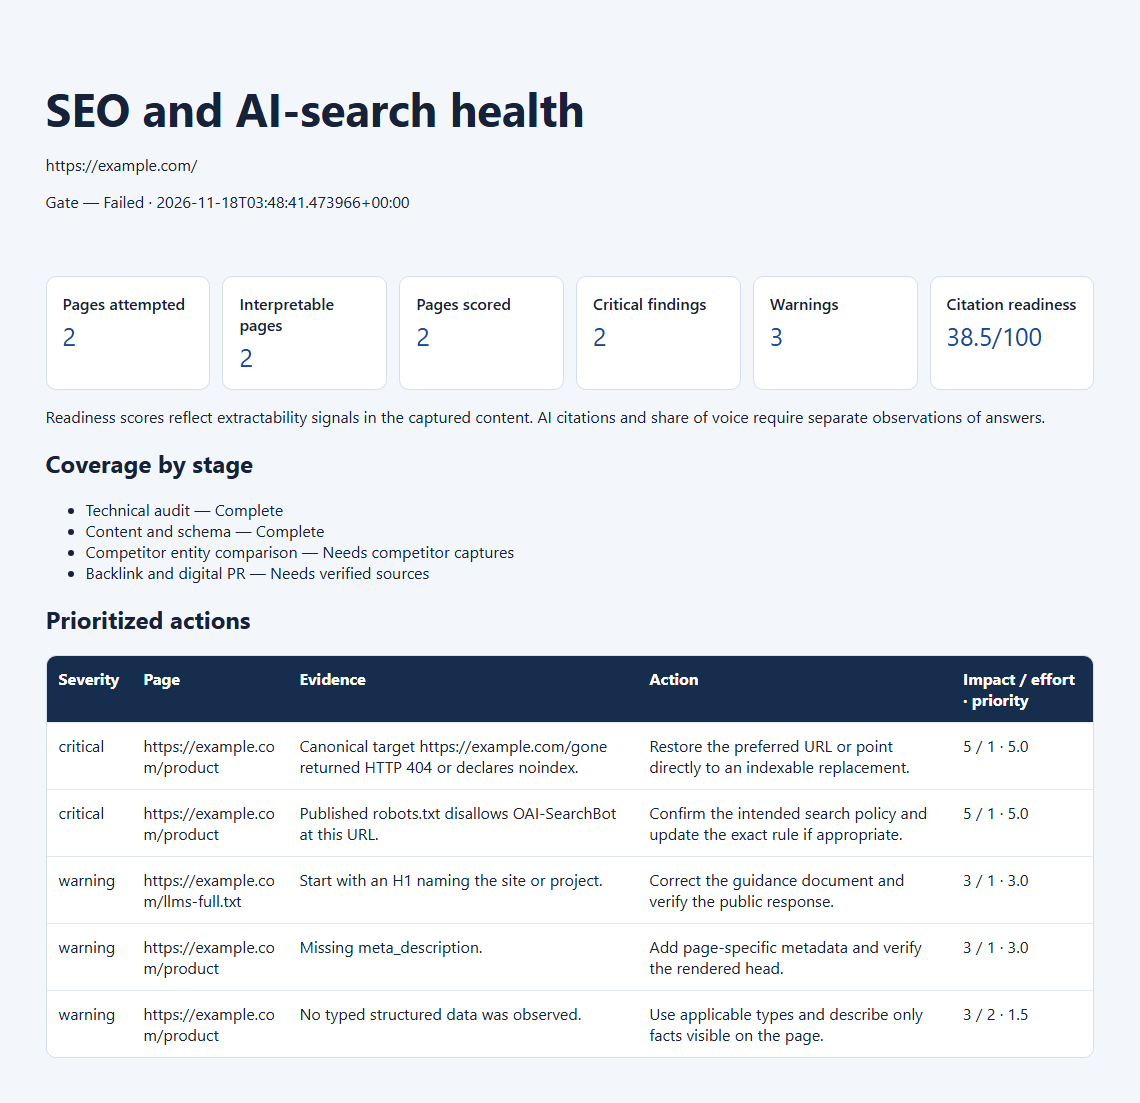 SEO and AI-search health
https://example.com/
Gate — Failed · 2026-11-18T03:48:41.473966+00:00
Pages attempted
2
Interpretable
pages
2
Pages scored
2
Critical findings
2
Warnings
3
Citation readiness
38.5/100
Readiness scores reflect extractability signals in the captured content. AI citations and share of voice require separate observations of answers.
Coverage by stage
• Technical audit — Complete
• Content and schema — Complete
• Competitor entity comparison — Needs competitor captures
• Backlink and digital PR — Needs verified sources
Prioritized actions
Severity
Page
Evidence
Action
Impact / effort
· priority
critical
https://example.co
m/product
Canonical target https://example.com/gone
returned HTTP 404 or declares noindex.
Restore the preferred URL or point
directly to an indexable replacement.
5 / 1 · 5.0
critical
https://example.co
m/product
Published robots.txt disallows OAI-SearchBot
at this URL.
Confirm the intended search policy and
update the exact rule if appropriate.
5 / 1 · 5.0
warning
https://example.co
m/llms-full.txt
Start with an H1 naming the site or project.
Correct the guidance document and
verify the public response.
3 / 1 · 3.0
warning
https://example.co
m/product
Missing meta_description.
Add page-specific metadata and verify
the rendered head.
3 / 1 · 3.0
warning
https://example.co
m/product
No typed structured data was observed.
Use applicable types and describe only
facts visible on the page.
3 / 2 · 1.5